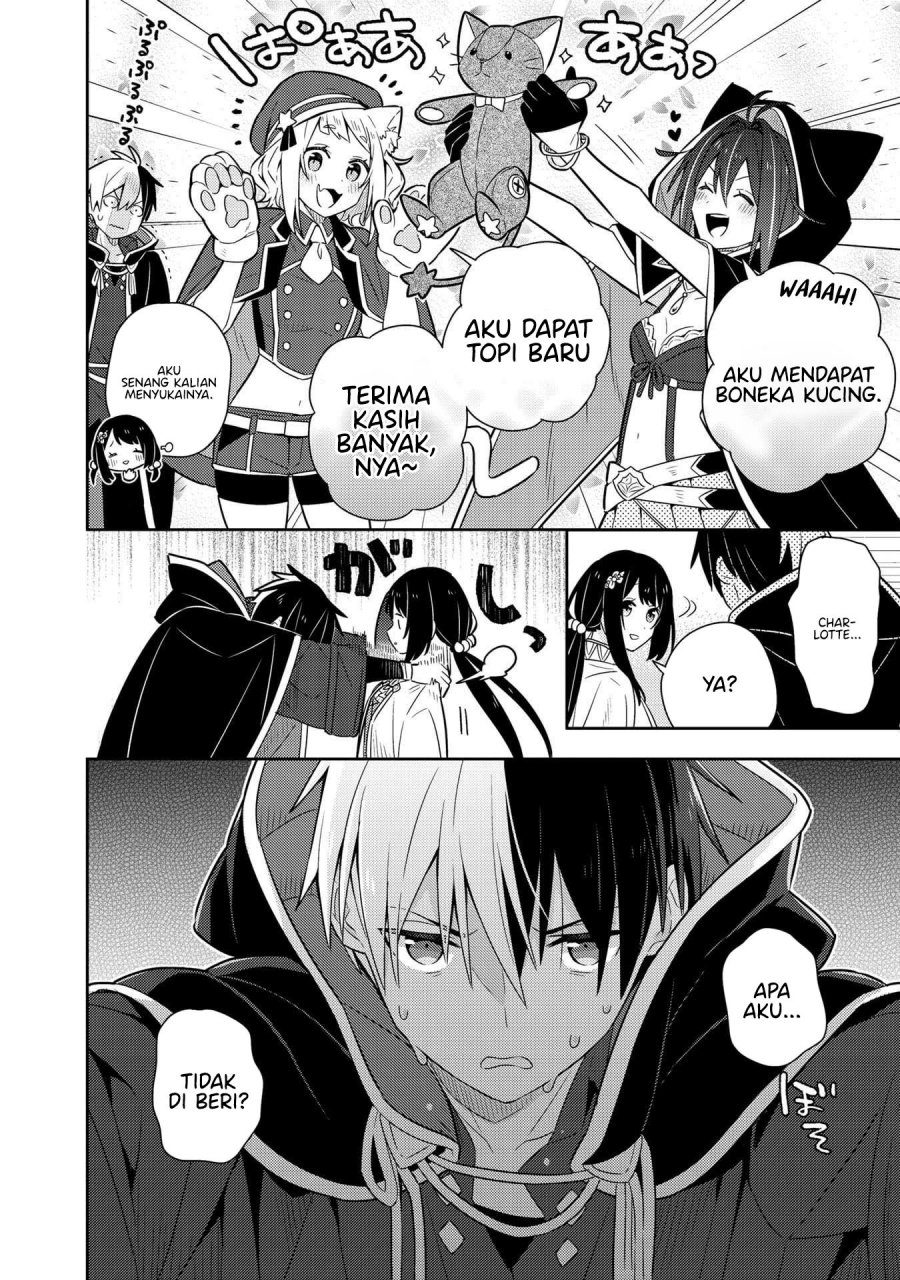 ぱぁぁ
ああっ
WAAAH!
AKU MENDAPAT
BONEKA KUCING.
AKU DAPAT
TOPI BARU
TERIMA
KASIH
BANYAK,
NYA~
ぷるぷるぷるぷる
AKU
SENANG KALIAN
MENYUKAINYA.
CHAR-
LOTTE...
YA?
がしっ
APA
AKU...
ぼそ
TIDAK
DI BERI?